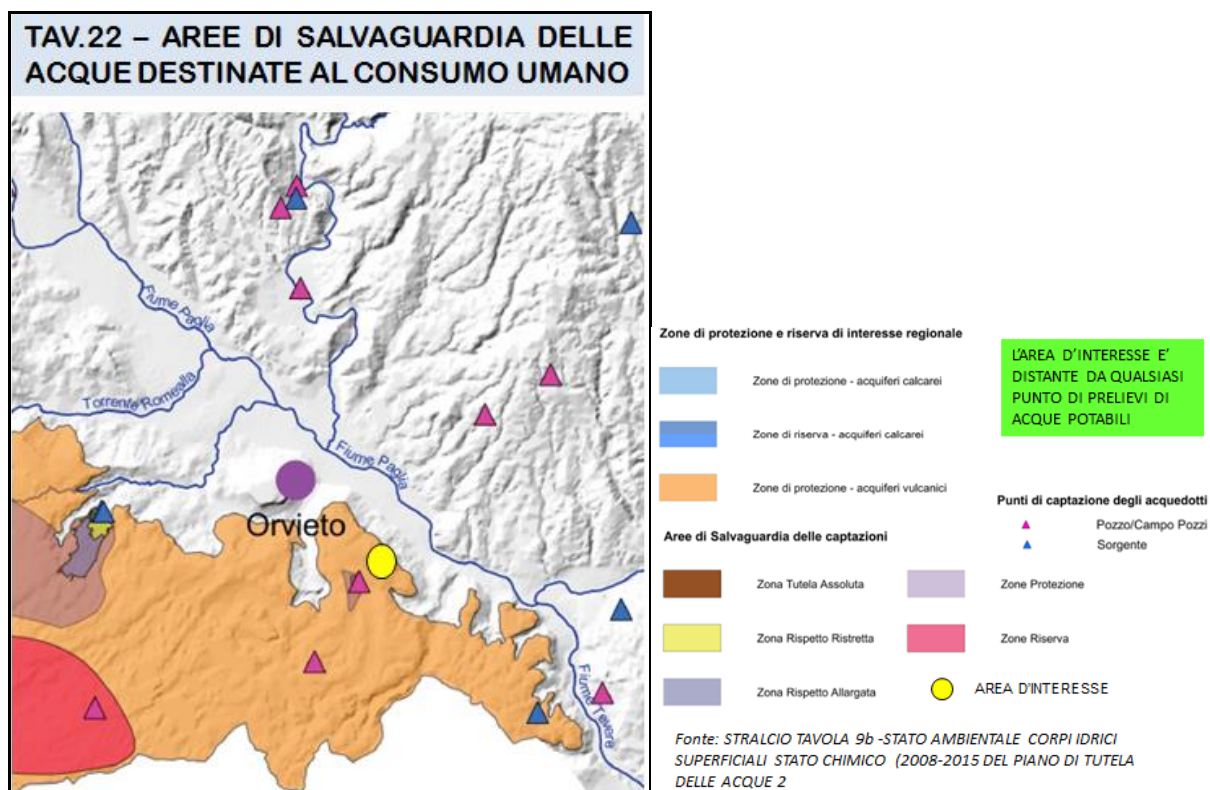 TAV.22 – AREE DI SALVAGUARDIA DELLE
ACQUE DESTINATE AL CONSUMO UMANO
Fiume Paglia
Torrente Romealla
Fiume Paglia
Orvieto
Fiume Tevere
Zone di protezione e riserva di interesse regionale
Zone di protezione - acquiferi calcarei
Zone di riserva - acquiferi calcarei
Zone di protezione - acquiferi vulcanici
L'AREA D'INTERESSE E'
DISTANTE DA QUALSIASI
PUNTO DI PRELIEVI DI
ACQUE POTABILI
Punti di captazione degli acquedotti
Pozzo/Campo Pozzi
Sorgente
Aree di Salvaguardia delle captazioni
Zona Tutela Assoluta
Zone Protezione
Zona Rispetto Ristretta
Zone Riserva
Zona Rispetto Allargata
AREA D'INTERESSE
Fonte: STRALCIO TAVOLA 9b -STATO AMBIENTALE CORPI IDRICI
SUPERFICIALI STATO CHIMICO (2008-2015 DEL PIANO DI TUTELA
DELLE ACQUE 2